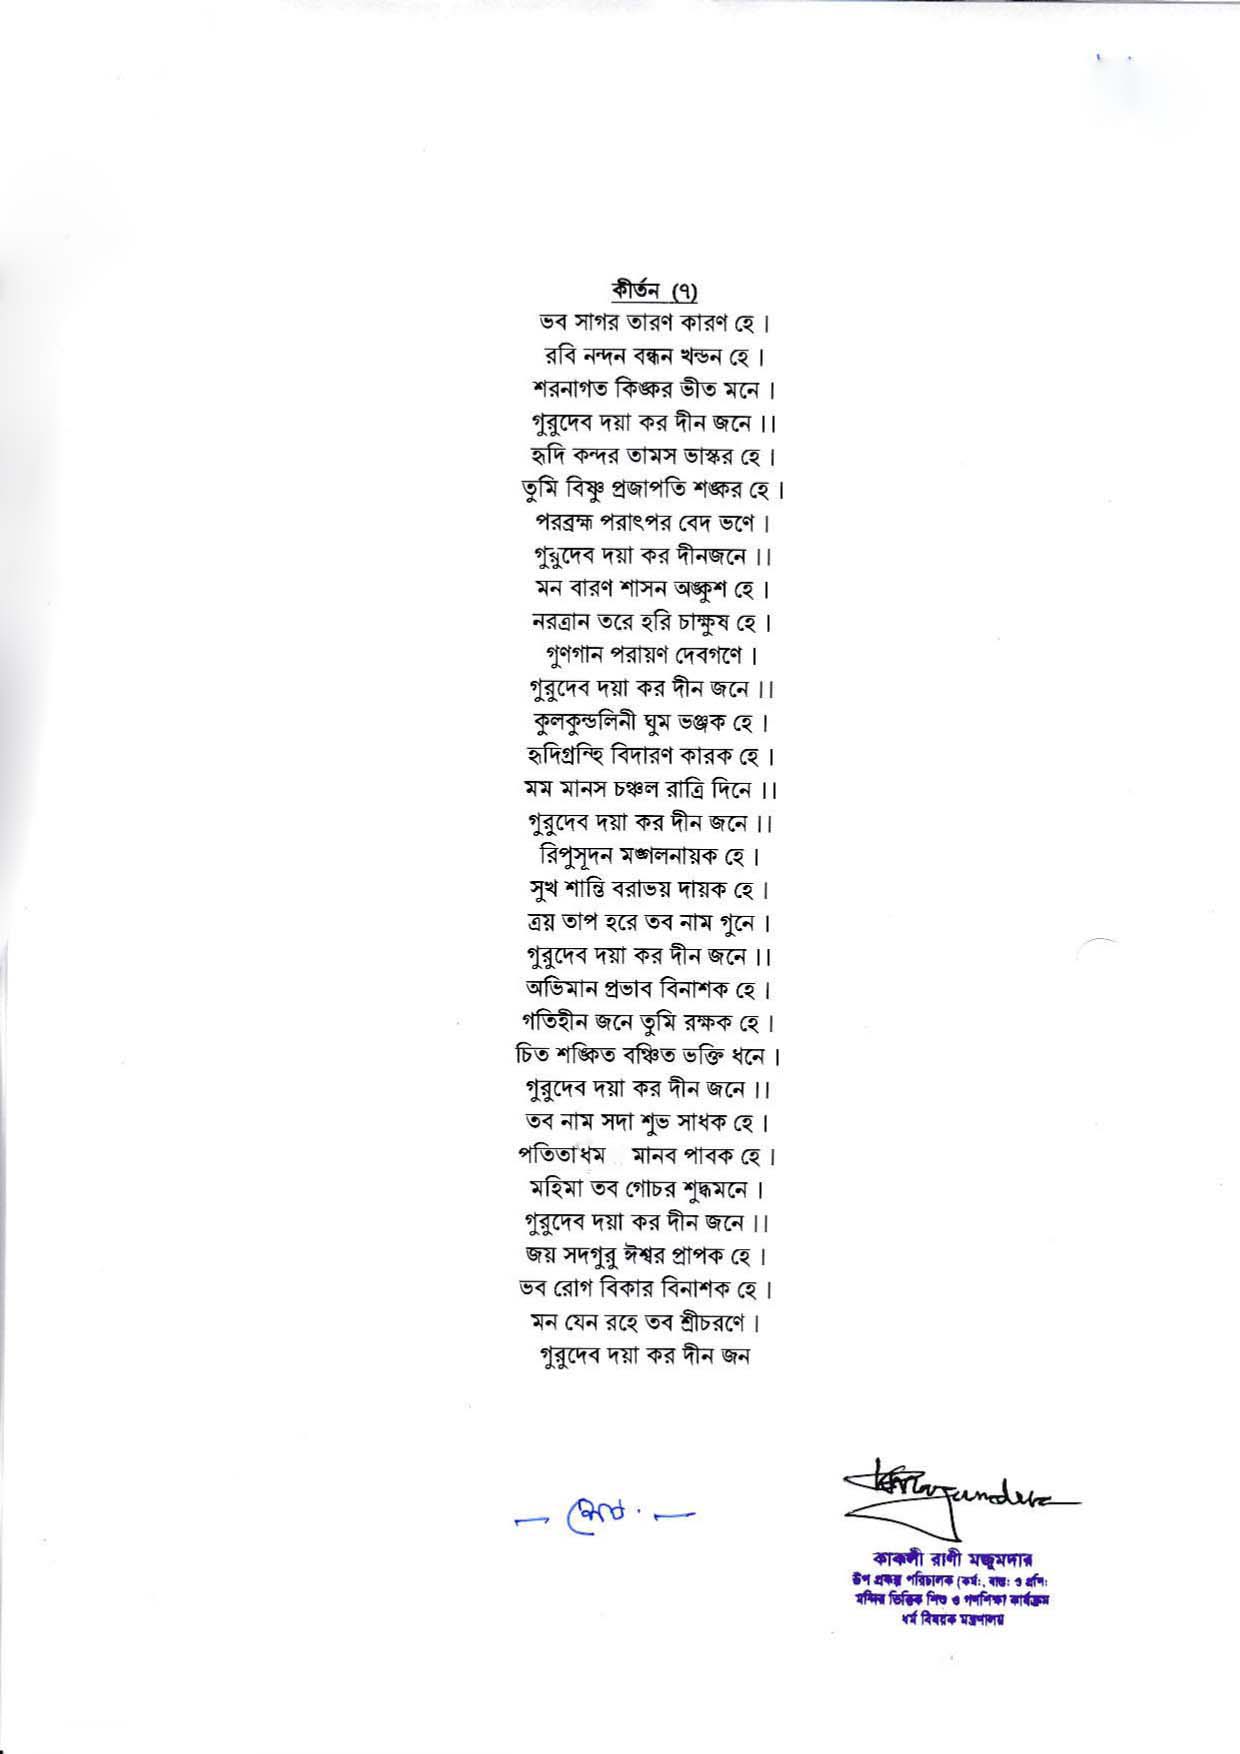 কীর্তন (৭)
ভব সাগর তারণ কারণ হে ।
রবি নন্দন বন্ধন খন্ডন হে ।
শরনাগত কিঙ্কর ভীত মনে ।
গুরুদেব দয়া কর দীন জনে ।।
হৃদি কন্দর তামস ভাস্কর হে ।
তুমি বিষ্ণু প্রজাপতি শঙ্কর হে ।
পরব্রহ্ম পরাৎপর বেদ ভণে ।
গুরুদেব দয়া কর দীনজনে ।।
মন বারণ শাসন অঙ্কুশ হে ।
নরত্রান তরে হরি চাক্ষুষ হে ।
গুণগান পরায়ণ দেবগণে ।
গুরুদেব দয়া কর দীন জনে ।।
কুলকুন্ডলিনী ঘুম ভঞ্জক হে ।
হৃদিগ্রন্হি বিদারণ কারক হে ।
মম মানস চঞ্চল রাত্রি দিনে ।।
গুরুদেব দয়া কর দীন জনে ।।
রিপুসূদন মঙ্গলনায়ক হে ।
সুখ শান্তি বরাভয় দায়ক হে ।
ত্রয় তাপ হরে তব নাম গুনে ।
গুরুদেব দয়া কর দীন জনে ।।
অভিমান প্রভাব বিনাশক হে ।
গতিহীন জনে তুমি রক্ষক হে ।
চিত শঙ্কিত বঞ্চিত ভক্তি ধনে ।
গুরুদেব দয়া কর দীন জনে ।।
তব নাম সদা শুভ সাধক হে ।
পতিতাধম মানব পাবক হে ।
মহিমা তব গোচর শুদ্ধমনে ।
গুরুদেব দয়া কর দীন জনে ।।
জয় সদগুরু ঈশ্বর প্রাপক হে ।
ভব রোগ বিকার বিনাশক হে ।
মন যেন রহে তব শ্রীচরণে ।
গুরুদেব দয়া কর দীন জন
কাকলী রাণী মজুমদার
উপ প্রকল্প পরিচালক (কর্ম:, বাস্ত: ও প্রশি:
মন্দির ভিত্তিক শিশু ও গণশিক্ষা কার্যক্রম
ধর্ম বিষয়ক মন্ত্রণালয়